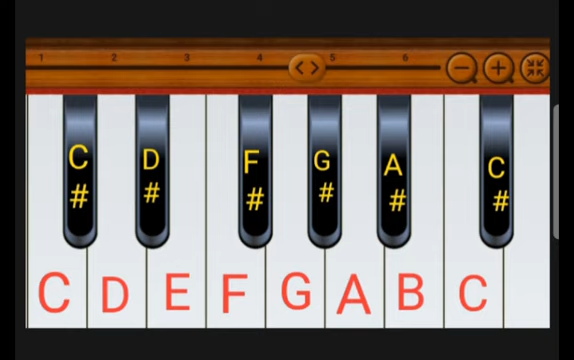 1 2 3 4 5 6
C D F G A C
# # # # # #
C D E F G A B C